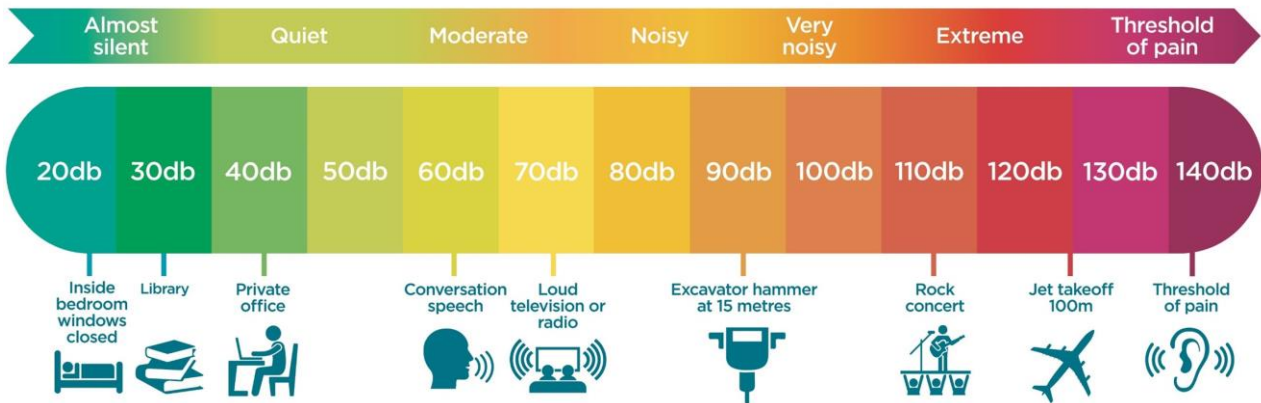 Almost
silent
Quiet
Moderate
Noisy
Very
noisy
Extreme
Threshold
of pain
20db
30db
40db
50db
60db
70db
80db
90db
100db
110db
120db
130db
140db
Inside
bedroom
windows
closed
Library
Private
office
Conversation
speech
Loud
television or
radio
Excavator hammer
at 15 metres
Rock
concert
Jet takeoff
100m
Threshold
of pain